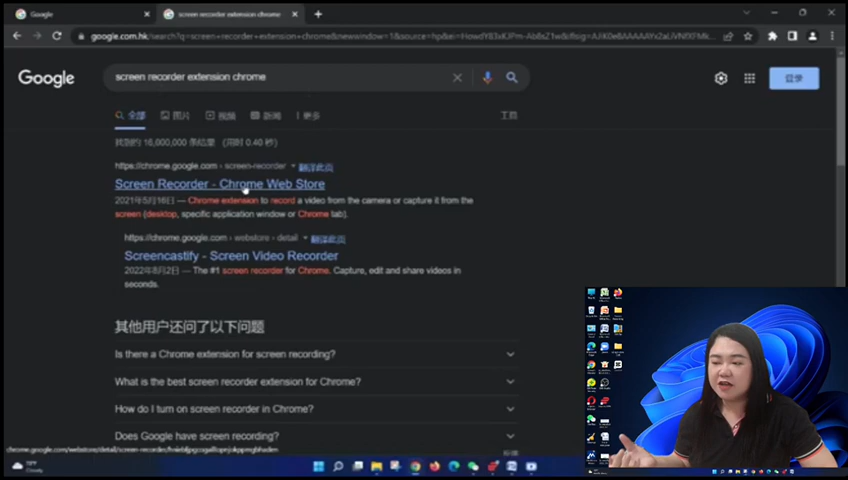 Google
screen recorder extension chrome
Google
screen recorder extension chrome
登录
全部
图片
视频
新闻
更多
工具
找到约 16,000,000 条结果 (用时 0.40 秒)
https://chrome.google.com › screen-recorder 翻译此页
Screen Recorder - Chrome Web Store
2021年5月16日 — Chrome extension to record a video from the camera or capture it from the
screen (desktop, specific application window or Chrome tab).
https://chrome.google.com › webstore › detail 翻译此页
Screencastify - Screen Video Recorder
2022年8月2日 — The #1 screen recorder for Chrome. Capture, edit and share videos in
seconds.
其他用户还问了以下问题
Is there a Chrome extension for screen recording?
What is the best screen recorder extension for Chrome?
How do I turn on screen recorder in Chrome?
Does Google have screen recording?